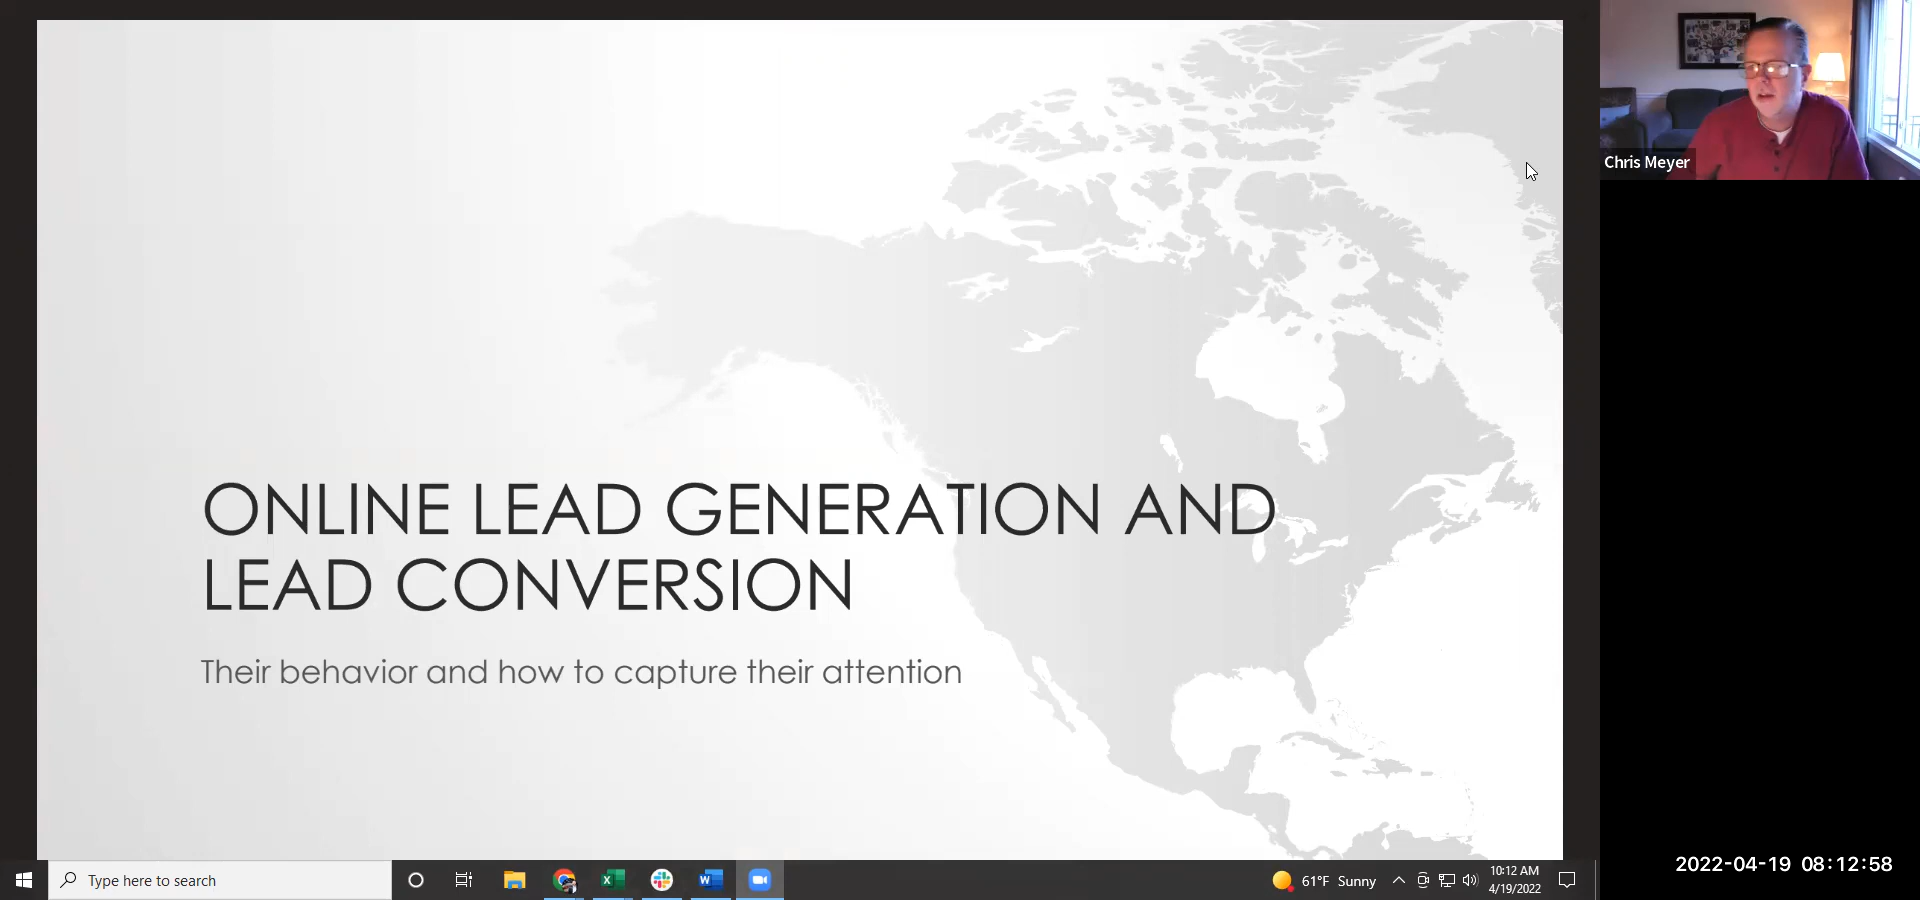 ONLINE LEAD GENERATION AND
LEAD CONVERSION
Their behavior and how to capture their attention
Chris Meyer
Type here to search
61°F Sunny
10:12 AM
4/19/2022
2022-04-19 08:12:58